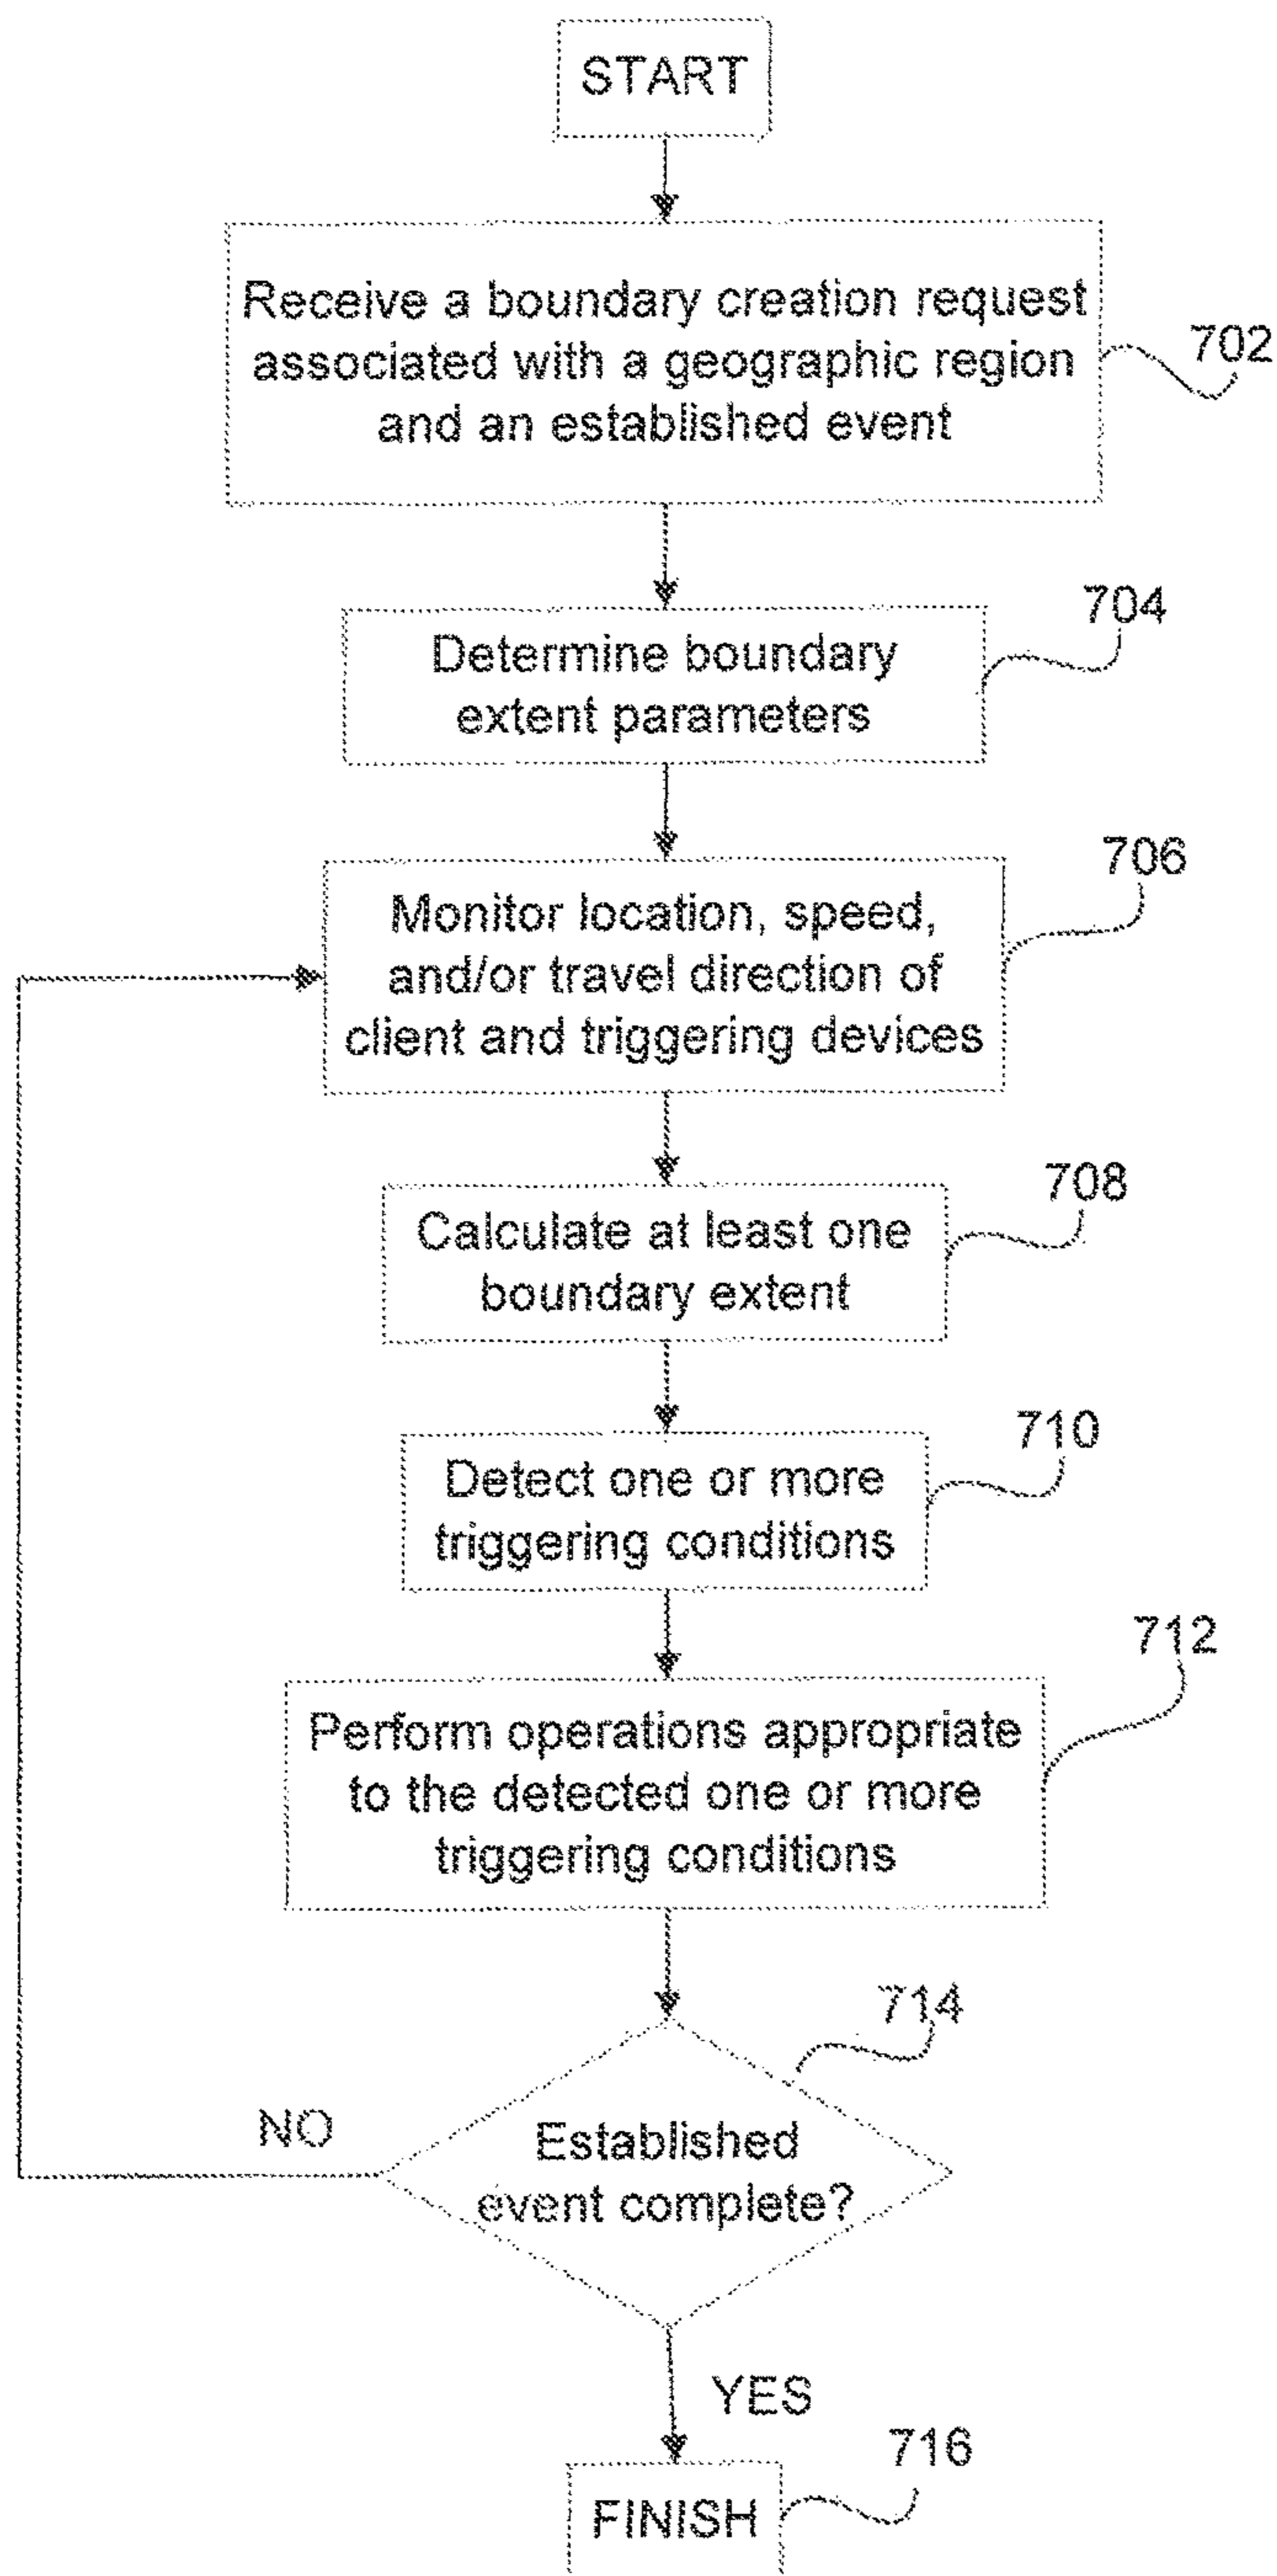 START
Receive a boundary creation request
associated with a geographic region
and an established event
702
Determine boundary
extent parameters
704
Monitor location, speed,
and/or travel direction of
client and triggering devices
706
Calculate at least one
boundary extent
708
Detect one or more
triggering conditions
710
Perform operations appropriate
to the detected one or more
triggering conditions
712
Established
event complete?
714
NO
YES
FINISH
716